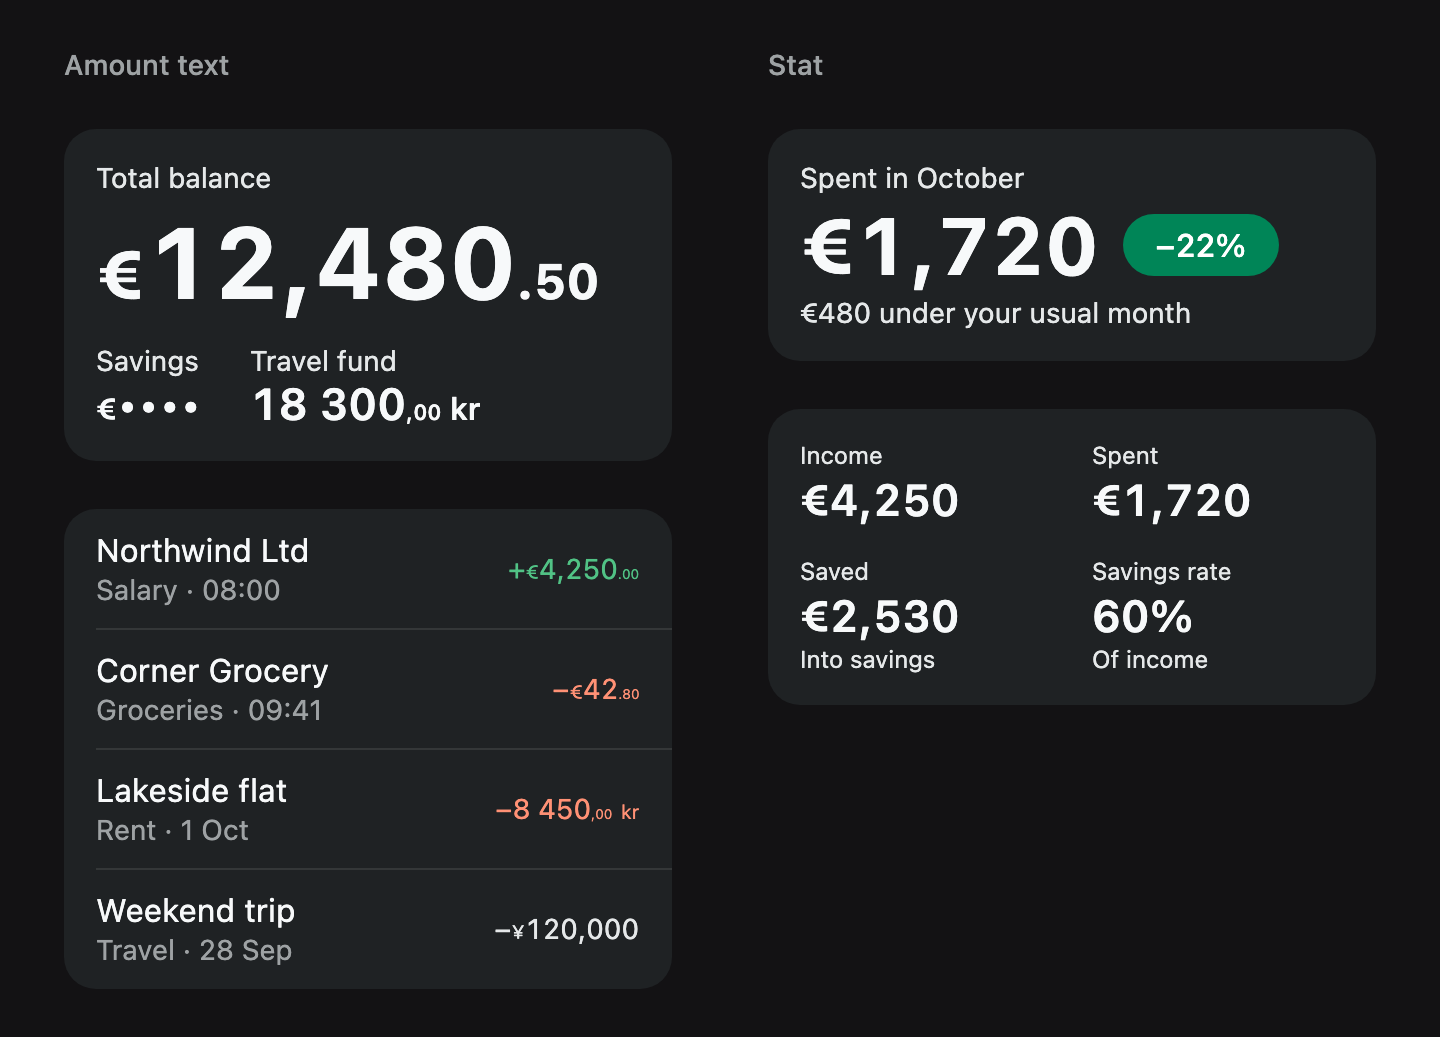 Amount text
Total balance
€12,480.50
Savings
€••••
Travel fund
18 300,00 kr
Northwind Ltd
Salary · 08:00
+€4,250.00
Corner Grocery
Groceries · 09:41
−€42.80
Lakeside flat
Rent · 1 Oct
−8 450,00 kr
Weekend trip
Travel · 28 Sep
−¥120,000
Stat
Spent in October
€1,720
−22%
€480 under your usual month
Income
€4,250
Spent
€1,720
Saved
€2,530
Into savings
Savings rate
60%
Of income